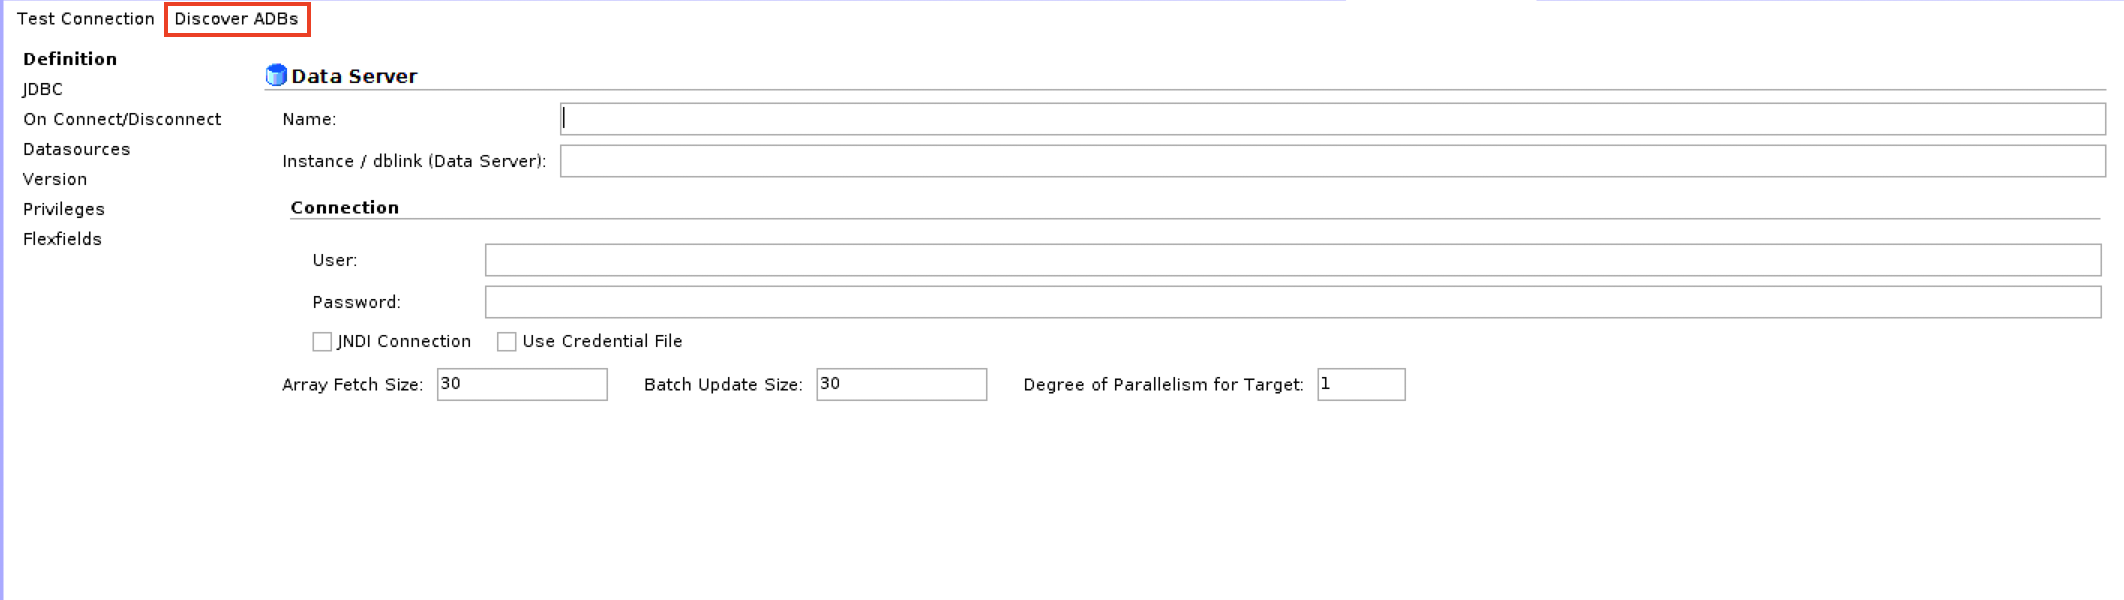 Test Connection Discover ADBs
Definition
JDBC
On Connect/Disconnect
Datasources
Version
Privileges
Flexfields
Data Server
Name:
Instance / dblink (Data Server):
Connection
User:
Password:
JNDI Connection Use Credential File
Array Fetch Size: 30 Batch Update Size: 30 Degree of Parallelism for Target: 1